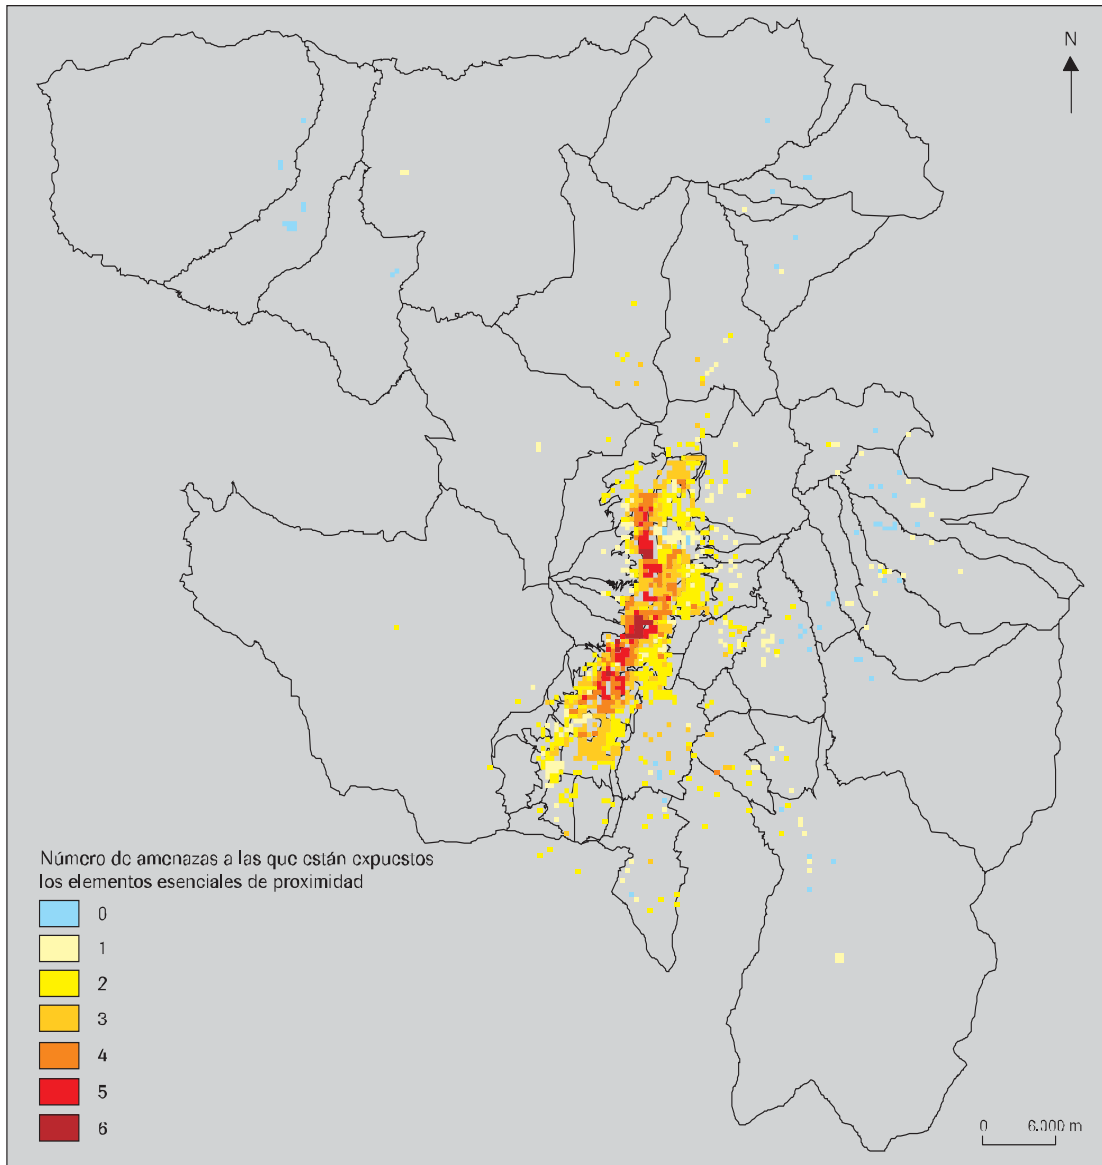 N
Número de amenazas a las que están expuestos
los elementos esenciales de proximidad
0
1
2
3
4
5
6
0 6.000 m